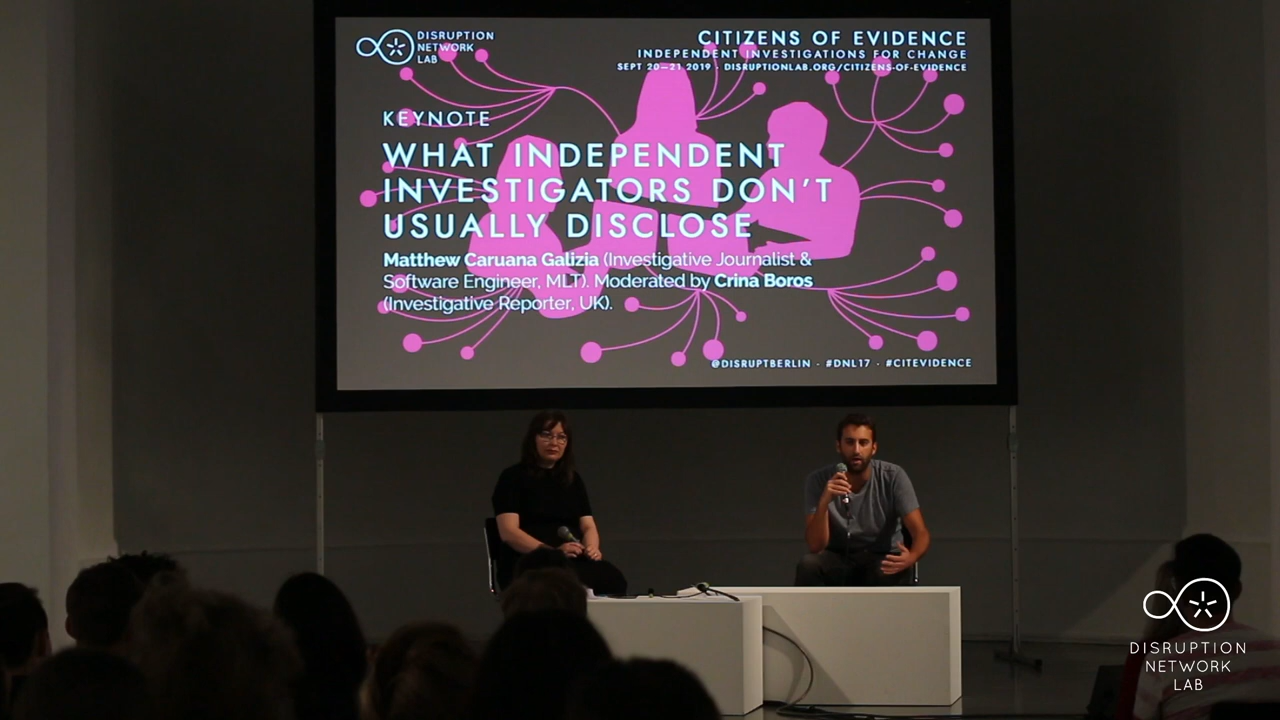 DISRUPTION
NETWORK
LAB
CITIZENS OF EVIDENCE
INDEPENDENT INVESTIGATIONS FOR CHANGE
SEPT 20—21 2019 · DISRUPTIONLAB.ORG/CITIZENS-OF-EVIDENCE
KEYNOTE
WHAT INDEPENDENT
INVESTIGATORS DON'T
USUALLY DISCLOSE
Matthew Caruana Galizia (Investigative Journalist &
Software Engineer, MLT). Moderated by Crina Boros
(Investigative Reporter, UK).
@DISRUPTBERLIN · #DNL17 · #CITEVIDENCE
DISRUPTION
NETWORK
LAB